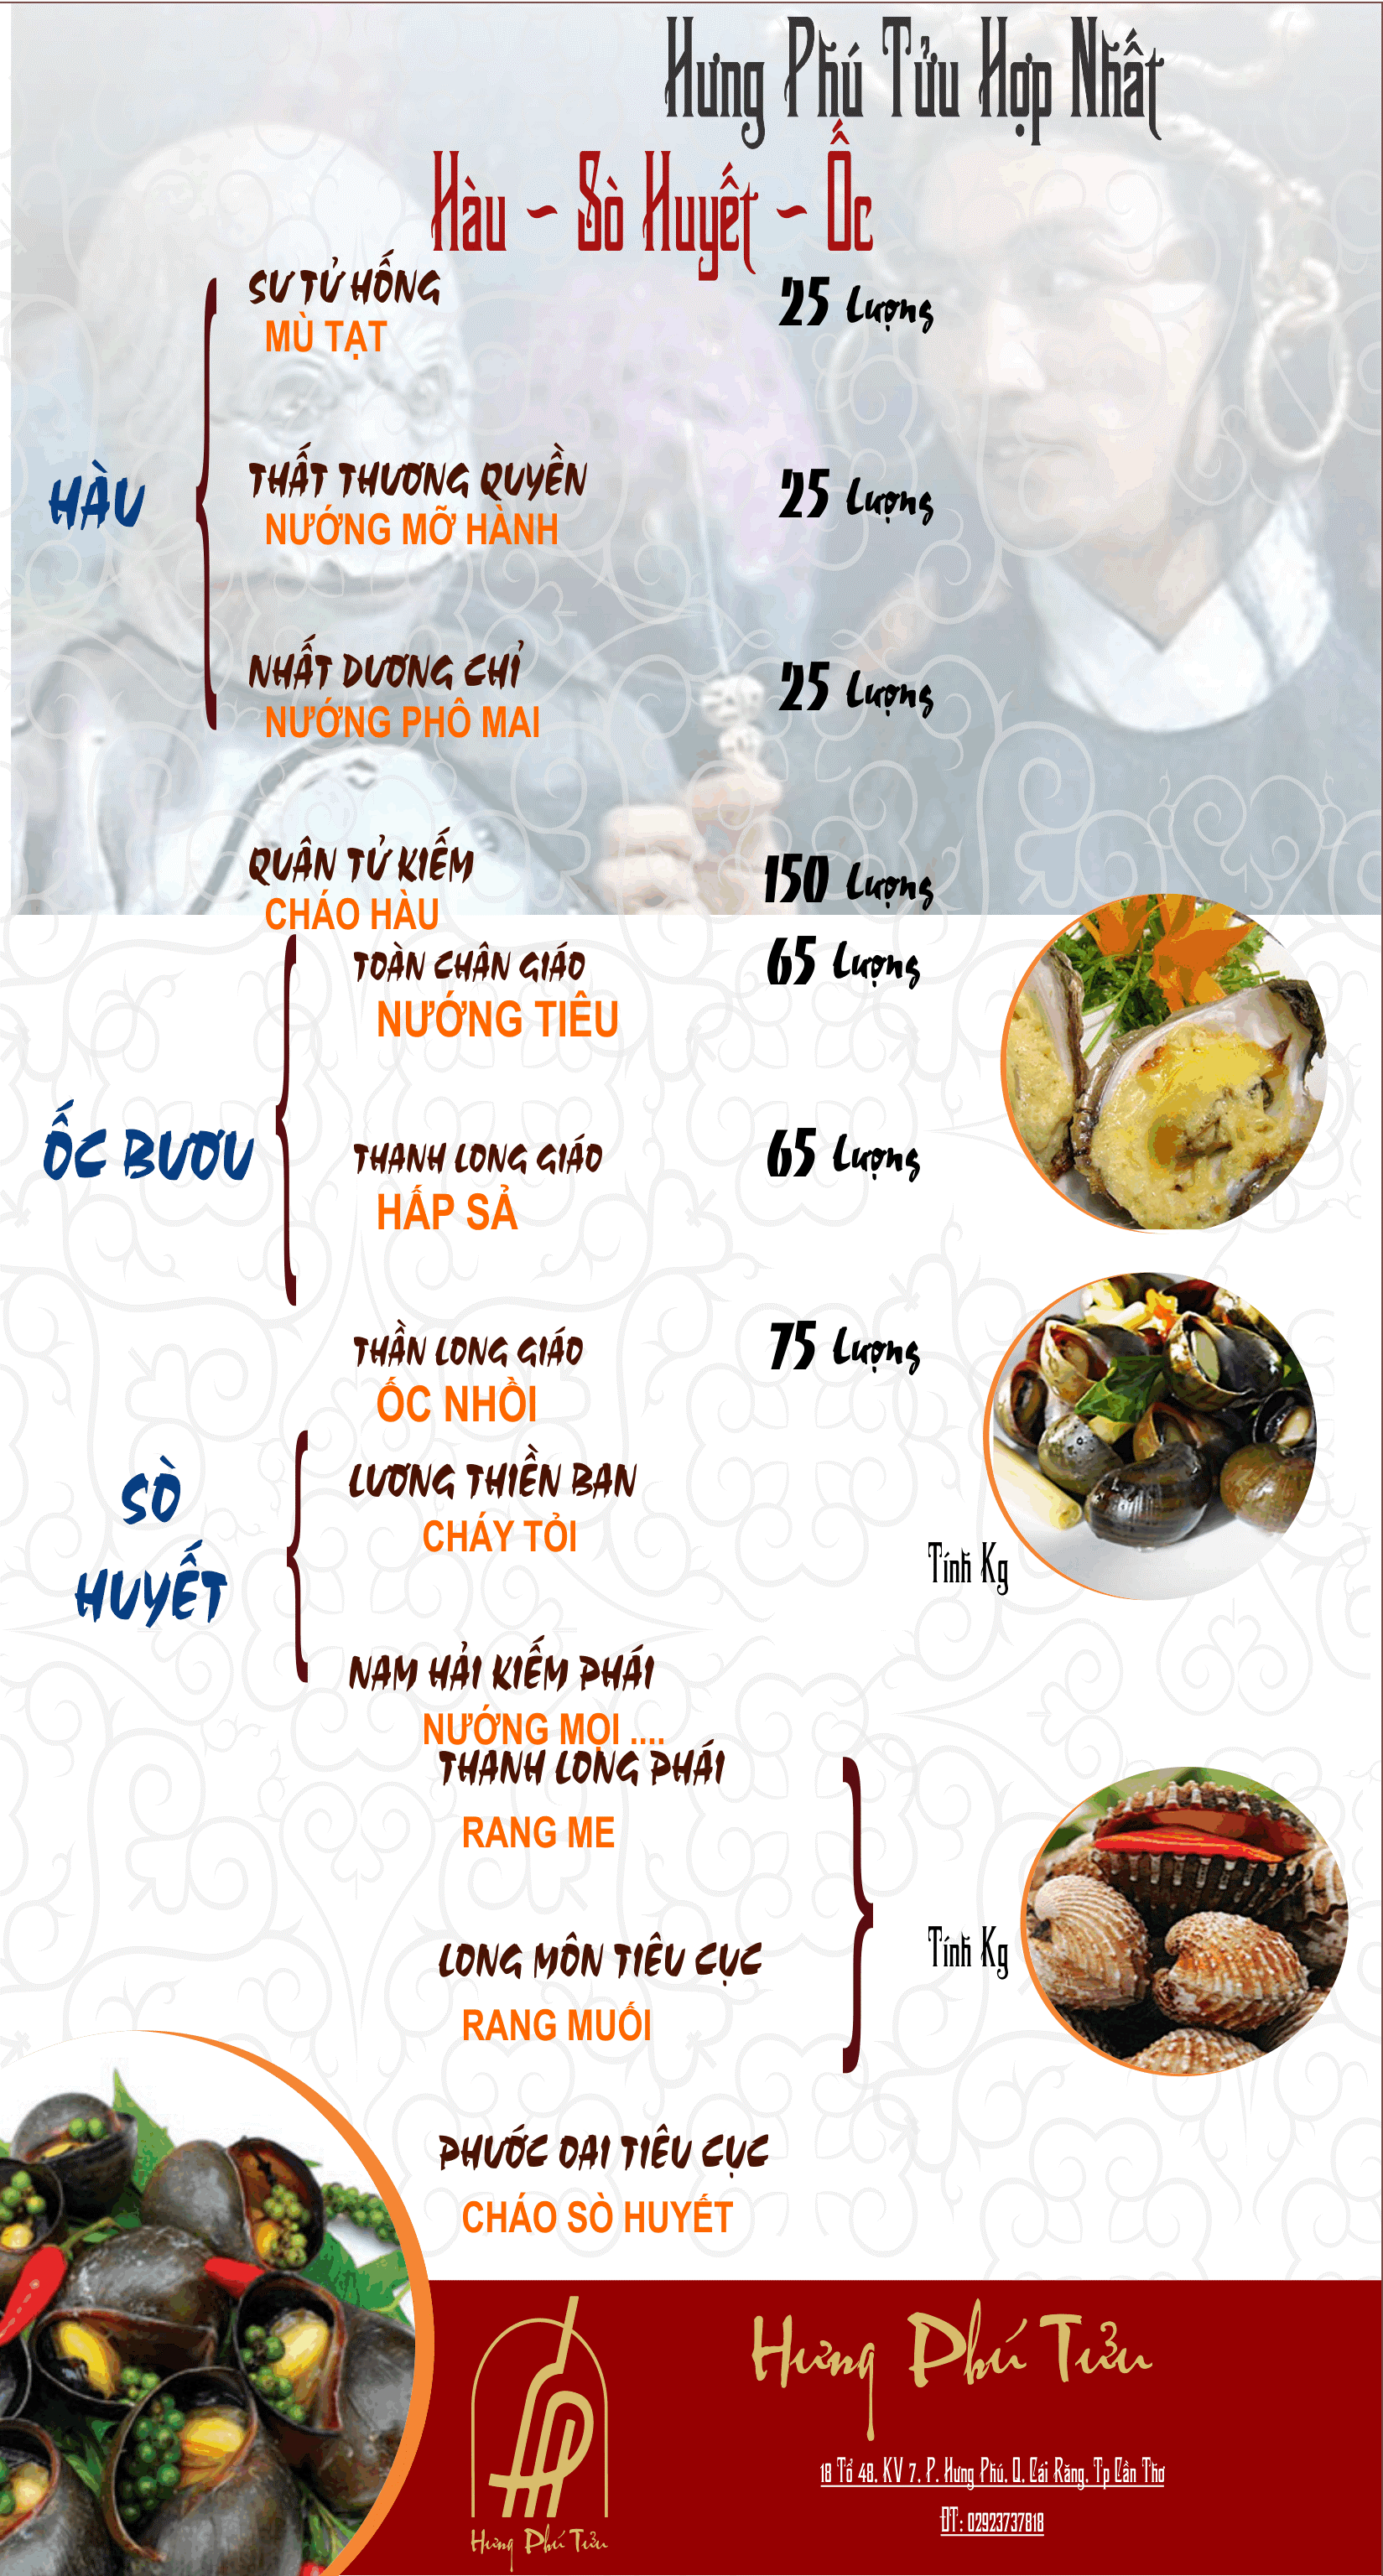 Hưng Phú Tửu Hợp Nhất
Hàu - Sò Huyết - Ốc
HÀU
SƯ TỬ HỐNG 25 Lượng
MÙ TẠT
THẤT THƯƠNG QUYỀN 25 Lượng
NƯỚNG MỠ HÀNH
NHẤT DƯƠNG CHỈ 25 Lượng
NƯỚNG PHÔ MAI
QUÂN TỬ KIẾM 150 Lượng
CHÁO HÀU
ỐC BƯƠU
TOÀN CHÂN GIÁO 65 Lượng
NƯỚNG TIÊU
THANH LONG GIÁO 65 Lượng
HẤP SẢ
THẦN LONG GIÁO 75 Lượng
ỐC NHỒI
SÒ
HUYẾT
LƯƠNG THIỀN BAN
CHÁY TỎI
Tính Kg
NAM HẢI KIẾM PHÁI
NƯỚNG MỌI ....
THANH LONG PHÁI
RANG ME
LONG MÔN TIÊU CỤC
Tính Kg
RANG MUỐI
PHƯỚC OAI TIÊU CỤC
CHÁO SÒ HUYẾT
Hưng Phú Tửu
18 Tổ 48, KV 7, P. Hưng Phú, Q. Cái Răng, Tp Cần Thơ
ĐT: 02923737818
Hưng Phú Tửu